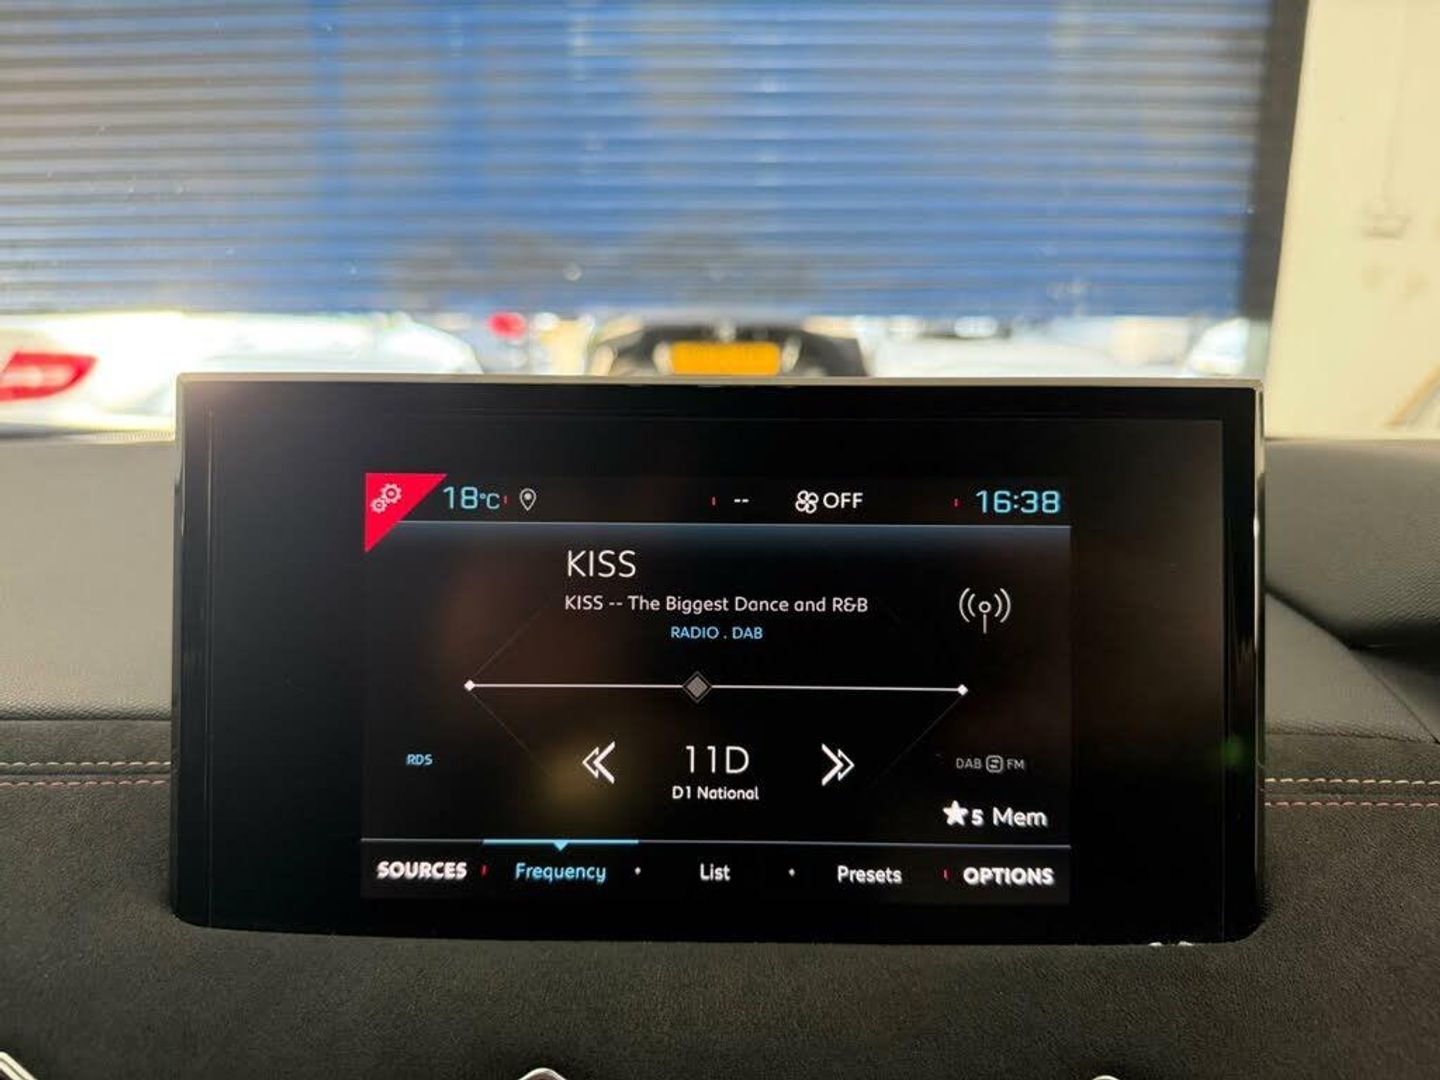 18°C -- OFF 16:38
KISS
KISS -- The Biggest Dance and R&B
RADIO . DAB
RDS
11D
D1 National
DAB S FM
5 Mem
SOURCES Frequency List Presets OPTIONS